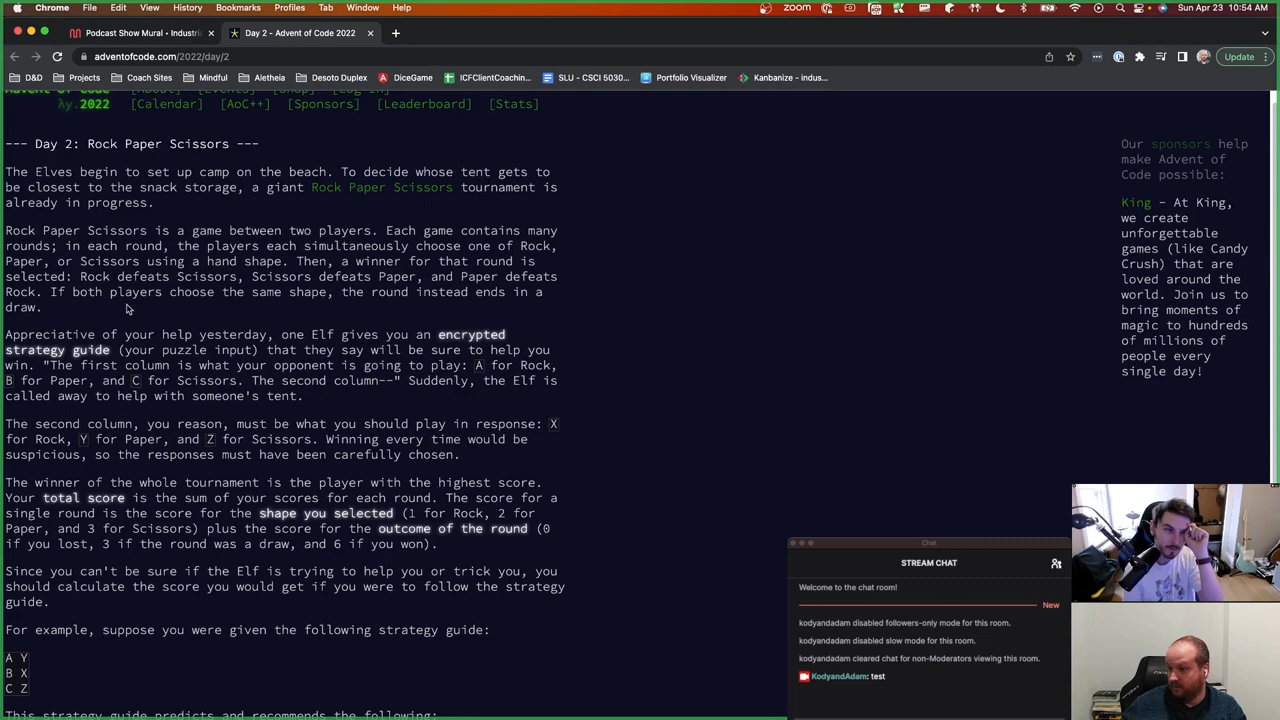 Chrome File Edit View History Bookmarks Profiles Tab Window Help
zoom Sun Apr 23 10:54 AM
Podcast Show Mural • Industri
Day 2 - Advent of Code 2022
adventofcode.com/2022/day/2
Update
D&D Projects Coach Sites Mindful Aletheia Desoto Duplex DiceGame ICFClientCoachin... SLU - CSCI 5030... Portfolio Visualizer Kanbanize - indus...
Advent of Code [About] [Events] [Shop] [Log In]
y.2022 [Calendar] [AoC++] [Sponsors] [Leaderboard] [Stats]
--- Day 2: Rock Paper Scissors ---
The Elves begin to set up camp on the beach. To decide whose tent gets to
be closest to the snack storage, a giant Rock Paper Scissors tournament is
already in progress.
Rock Paper Scissors is a game between two players. Each game contains many
rounds; in each round, the players each simultaneously choose one of Rock,
Paper, or Scissors using a hand shape. Then, a winner for that round is
selected: Rock defeats Scissors, Scissors defeats Paper, and Paper defeats
Rock. If both players choose the same shape, the round instead ends in a
draw.
Appreciative of your help yesterday, one Elf gives you an encrypted
strategy guide (your puzzle input) that they say will be sure to help you
win. "The first column is what your opponent is going to play: A for Rock,
B for Paper, and C for Scissors. The second column--" Suddenly, the Elf is
called away to help with someone's tent.
The second column, you reason, must be what you should play in response: X
for Rock, Y for Paper, and Z for Scissors. Winning every time would be
suspicious, so the responses must have been carefully chosen.
The winner of the whole tournament is the player with the highest score.
Your total score is the sum of your scores for each round. The score for a
single round is the score for the shape you selected (1 for Rock, 2 for
Paper, and 3 for Scissors) plus the score for the outcome of the round (0
if you lost, 3 if the round was a draw, and 6 if you won).
Since you can't be sure if the Elf is trying to help you or trick you, you
should calculate the score you would get if you were to follow the strategy
guide.
For example, suppose you were given the following strategy guide:
A Y
B X
C Z
This strategy guide predicts and recommends the following:
Our sponsors help
make Advent of
Code possible:
King - At King,
we create
unforgettable
games (like Candy
Crush) that are
loved around the
world. Join us to
bring moments of
magic to hundreds
of millions of
people every
single day!
Chat
STREAM CHAT
Welcome to the chat room!
New
kodyandadam disabled followers-only mode for this room.
kodyandadam disabled slow mode for this room.
kodyandadam cleared chat for non-Moderators viewing this room.
KodyandAdam: test